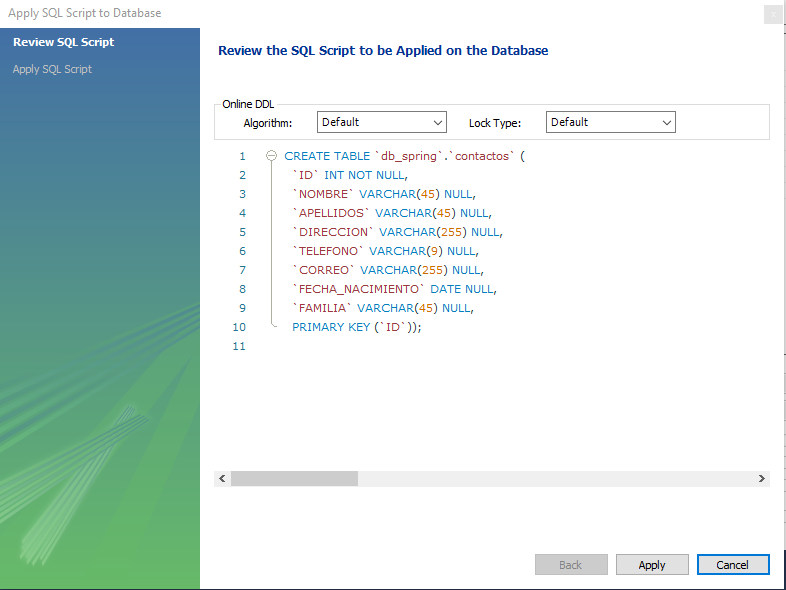 Apply SQL Script to Database
Review SQL Script
Apply SQL Script
Review the SQL Script to be Applied on the Database
Online DDL
Algorithm: Default Lock Type: Default
1 CREATE TABLE `db_spring`.`contactos` (
2 `ID` INT NOT NULL,
3 `NOMBRE` VARCHAR(45) NULL,
4 `APELLIDOS` VARCHAR(45) NULL,
5 `DIRECCION` VARCHAR(255) NULL,
6 `TELEFONO` VARCHAR(9) NULL,
7 `CORREO` VARCHAR(255) NULL,
8 `FECHA_NACIMIENTO` DATE NULL,
9 `FAMILIA` VARCHAR(45) NULL,
10 PRIMARY KEY (`ID`));
11
Back Apply Cancel